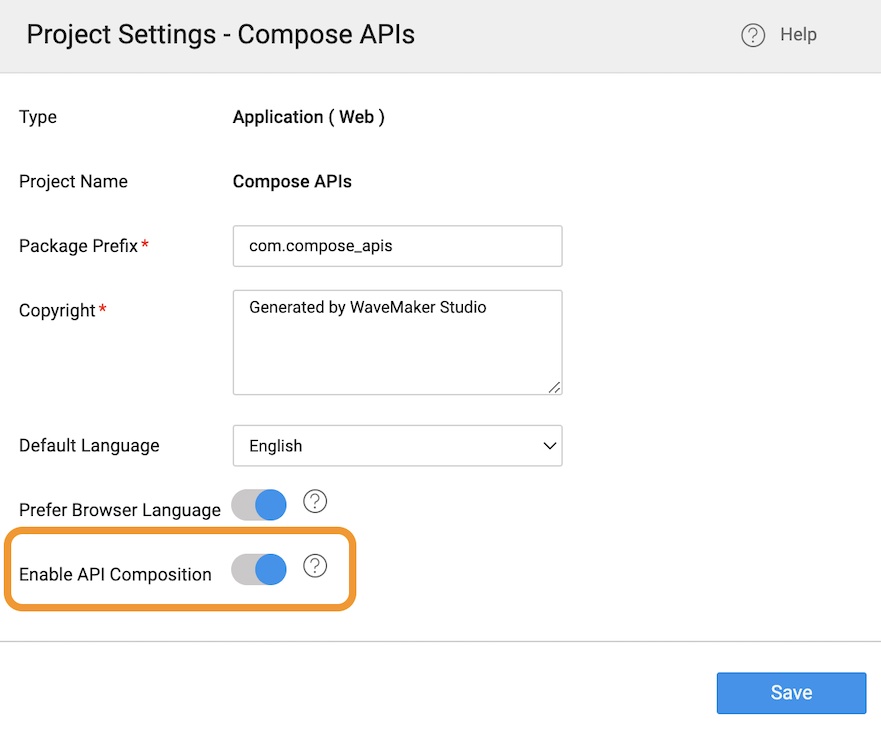 Project Settings - Compose APIs
? Help
Type Application ( Web )
Project Name Compose APIs
Package Prefix * com.compose_apis
Copyright * Generated by WaveMaker Studio
Default Language English
Prefer Browser Language ?
Enable API Composition ?
Save